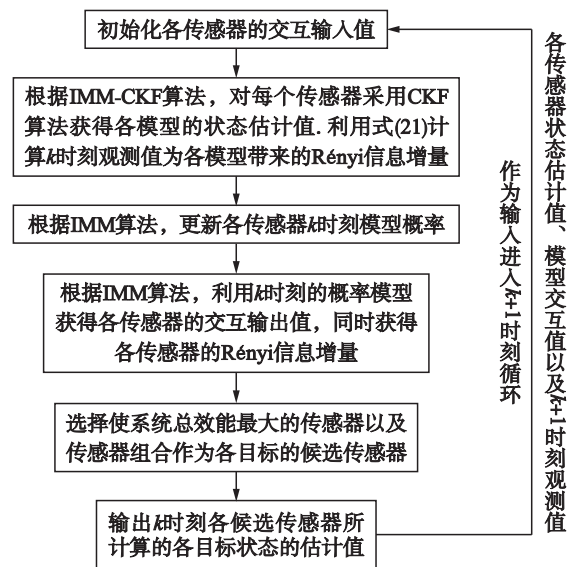 初始化各传感器的交互输入值
根据IMM-CKF算法，对每个传感器采用CKF
算法获得各模型的状态估计值. 利用式(21)计
算k时刻观测值为各模型带来的Rényi信息增量
根据IMM算法，更新各传感器k时刻模型概率
根据IMM算法，利用k时刻的概率模型
获得各传感器的交互输出值，同时获得
各传感器的Rényi信息增量
选择使系统总效能最大的传感器以及
传感器组合作为各目标的候选传感器
输出k时刻各候选传感器所
计算的各目标状态的估计值
各传感器状态估计值、模型交互值以及k+1时刻观测值
作为输入进入k+1时刻循环